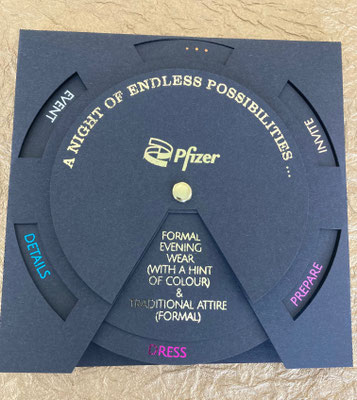 ...
EVENT
INVITE
A NIGHT OF ENDLESS POSSIBILITIES ...
Pfizer
FORMAL
EVENING
WEAR
(WITH A HINT
OF COLOUR)
&
TRADITIONAL ATTIRE
(FORMAL)
DETAILS
PREPARE
DRESS